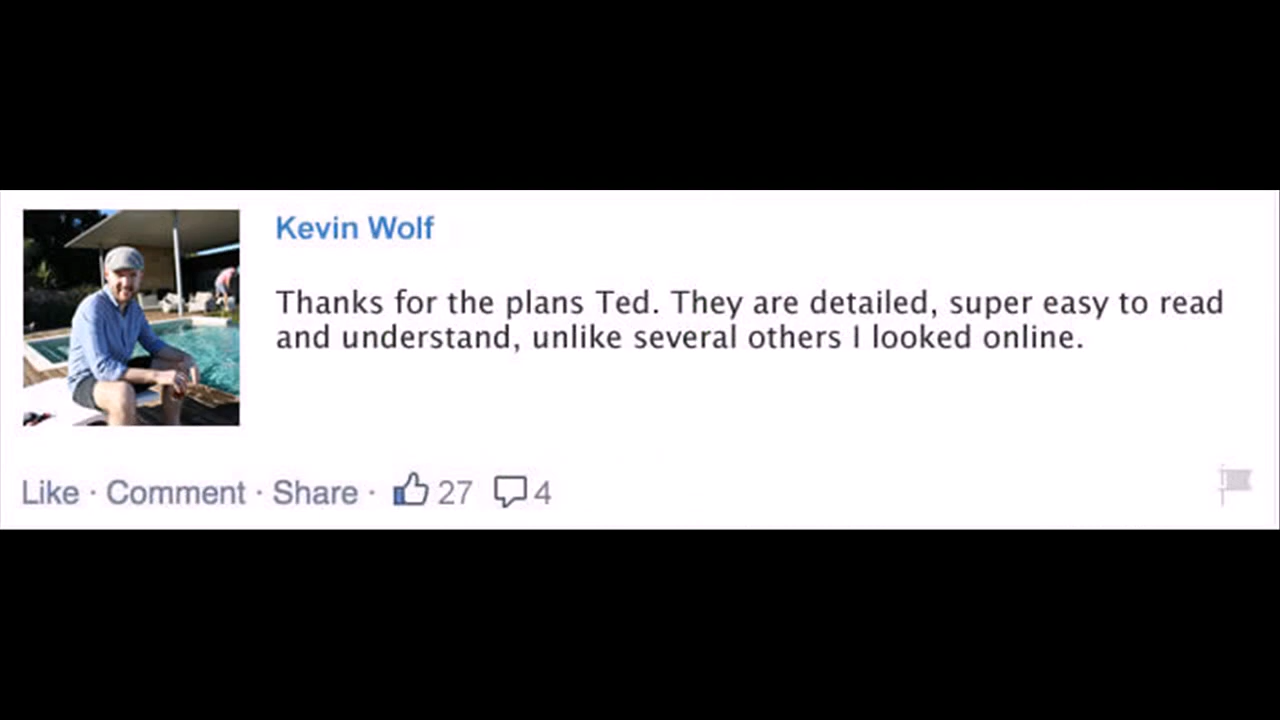 Kevin Wolf
Thanks for the plans Ted. They are detailed, super easy to read
and understand, unlike several others I looked online.
Like · Comment · Share · 27 4